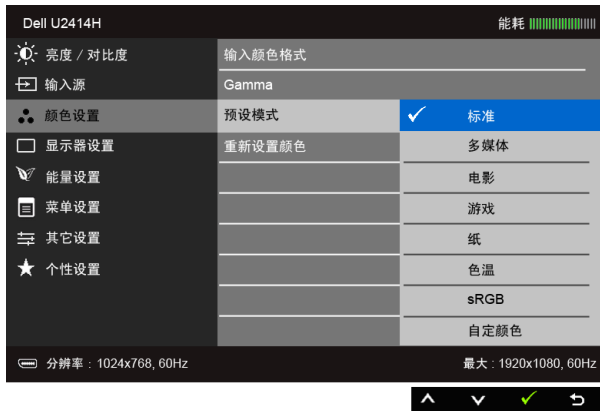 Dell U2414H 能耗
亮度 / 对比度 输入颜色格式
输入源 Gamma
颜色设置 预设模式 标准
显示器设置 重新设置颜色 多媒体
能量设置 电影
菜单设置 游戏
其它设置 纸
个性设置 色温
sRGB
自定颜色
分辨率 : 1024x768, 60Hz 最大 : 1920x1080, 60Hz